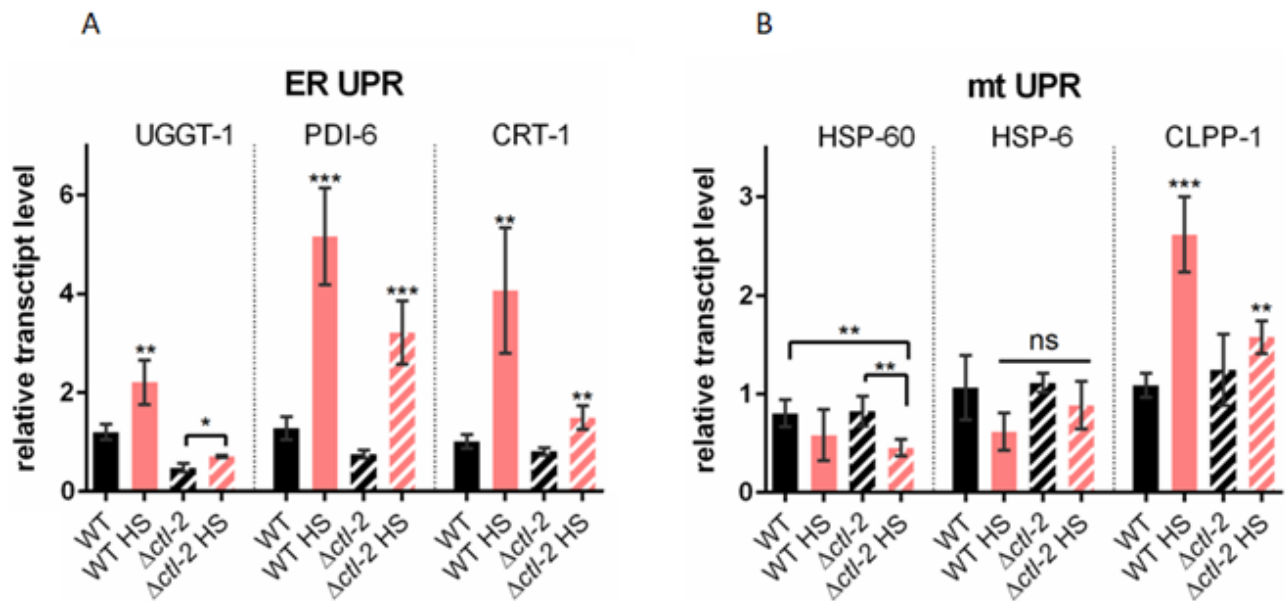 A
B
ER UPR
UGGT-1 PDI-6 CRT-1
relative transctipt level
6
4
2
0
**
*
***
***
**
**
WT
WT HS
Δctl-2
Δctl-2 HS
WT
WT HS
Δctl-2
Δctl-2 HS
WT
WT HS
Δctl-2
Δctl-2 HS
mt UPR
HSP-60 HSP-6 CLPP-1
relative transcript level
3
2
1
0
**
**
ns
***
**
WT
WT HS
Δctl-2
Δctl-2 HS
WT
WT HS
Δctl-2
Δctl-2 HS
WT
WT HS
Δctl-2
Δctl-2 HS